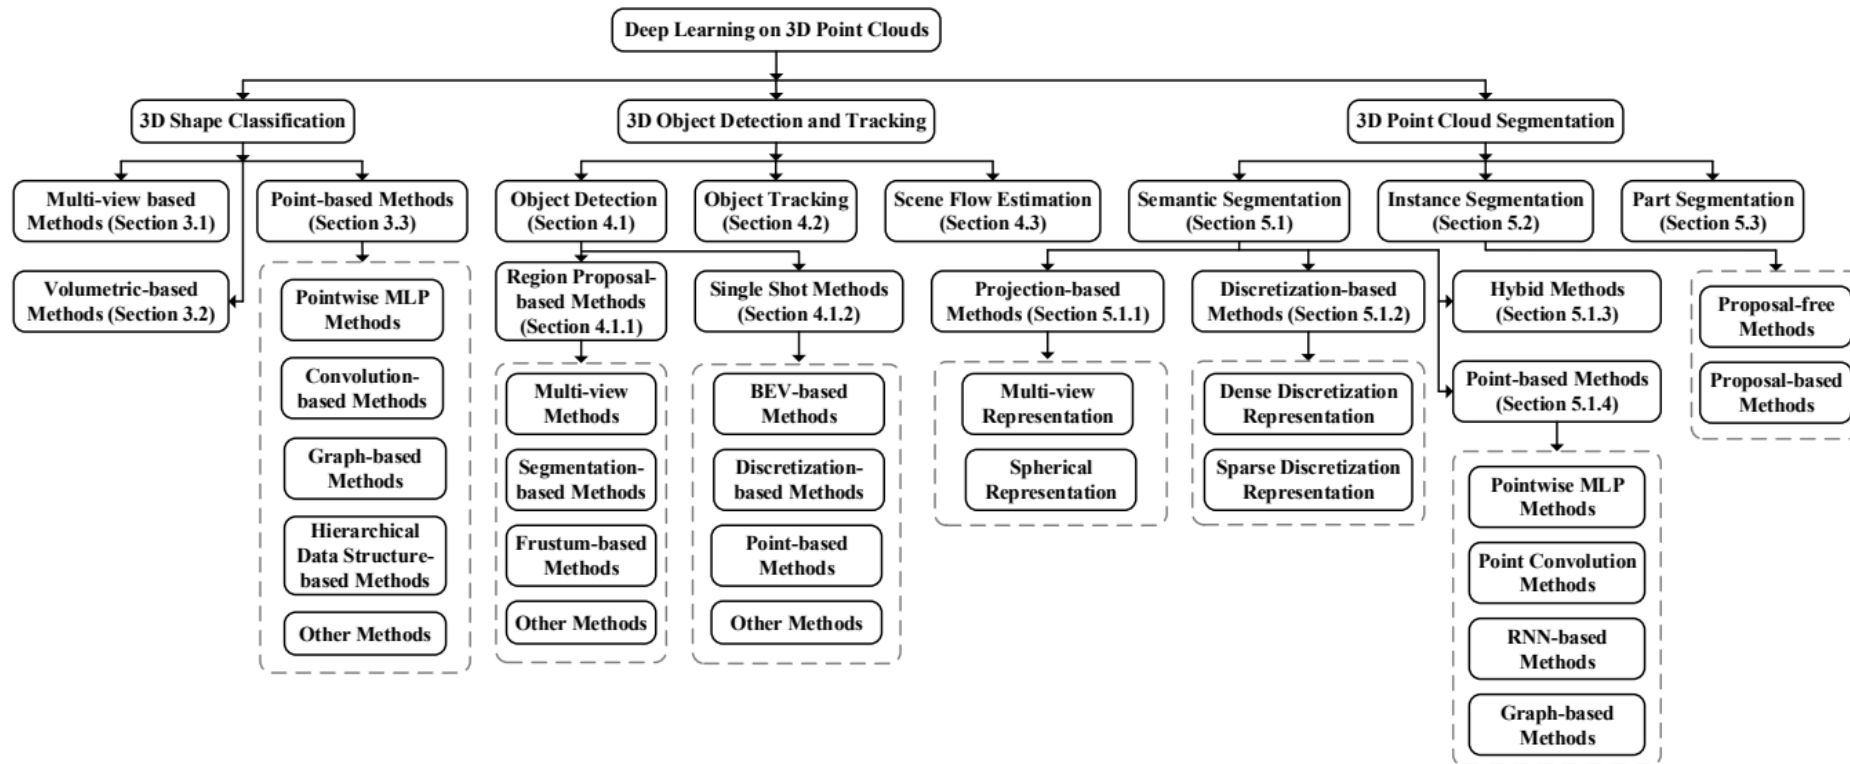 Deep Learning on 3D Point Clouds
3D Shape Classification
3D Object Detection and Tracking
3D Point Cloud Segmentation
Multi-view based
Methods (Section 3.1)
Point-based Methods
(Section 3.3)
Object Detection
(Section 4.1)
Object Tracking
(Section 4.2)
Scene Flow Estimation
(Section 4.3)
Semantic Segmentation
(Section 5.1)
Instance Segmentation
(Section 5.2)
Part Segmentation
(Section 5.3)
Volumetric-based
Methods (Section 3.2)
Pointwise MLP
Methods
Convolution-
based Methods
Graph-based
Methods
Hierarchical
Data Structure-
based Methods
Other Methods
Region Proposal-
based Methods
(Section 4.1.1)
Multi-view
Methods
Segmentation-
based Methods
Frustum-based
Methods
Other Methods
Single Shot Methods
(Section 4.1.2)
BEV-based
Methods
Discretization-
based Methods
Point-based
Methods
Other Methods
Projection-based
Methods (Section 5.1.1)
Multi-view
Representation
Spherical
Representation
Discretization-based
Methods (Section 5.1.2)
Dense Discretization
Representation
Sparse Discretization
Representation
Hybid Methods
(Section 5.1.3)
Point-based Methods
(Section 5.1.4)
Pointwise MLP
Methods
Point Convolution
Methods
RNN-based
Methods
Graph-based
Methods
Proposal-free
Methods
Proposal-based
Methods